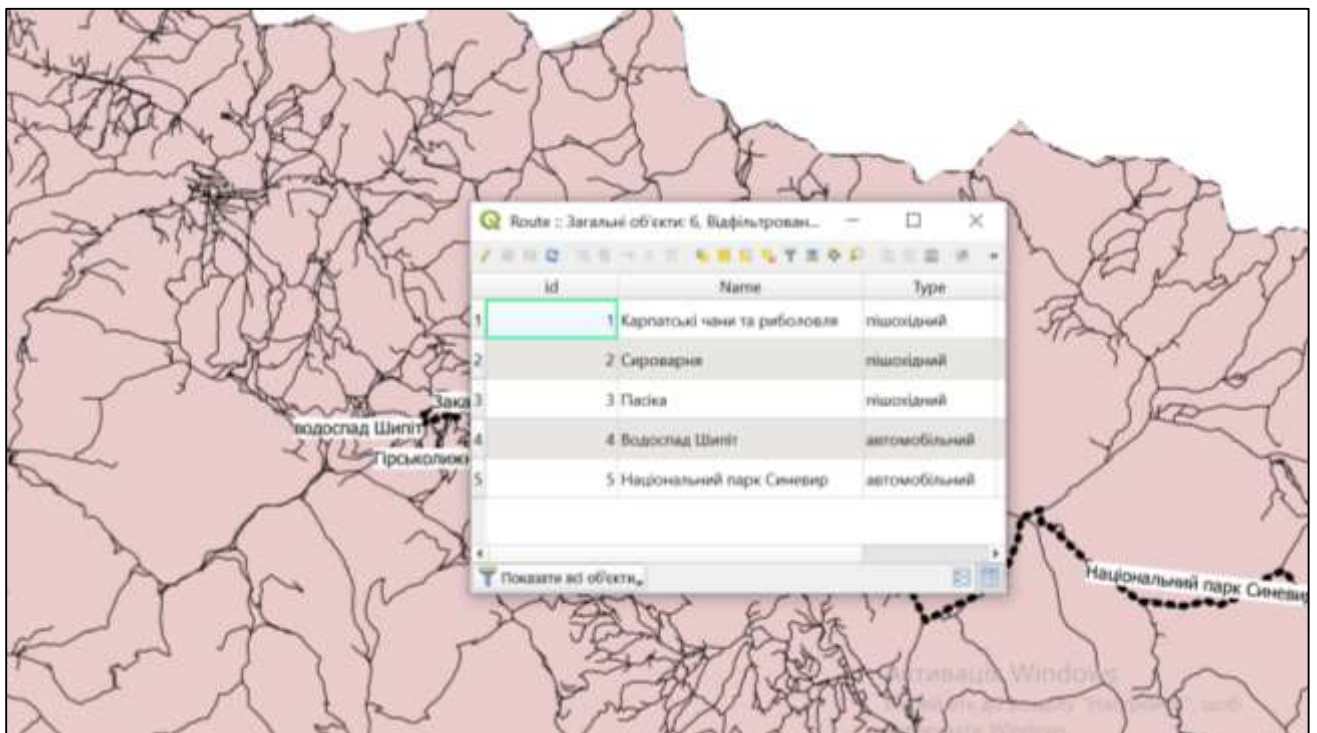 Route :: Загальні об'єкти: 6, Відфільтрован...
id Name Type
1 1 Карпатські чани та риболовля пішохідний
2 2 Сироварня пішохідний
3 3 Пасіка пішохідний
4 4 Водоспад Шипіт автомобільний
5 5 Національний парк Синевир автомобільний
Показати всі об'єкти
Зака
водоспад Шипіт
Гірськолижн
Національний парк Синевир
Активація Windows